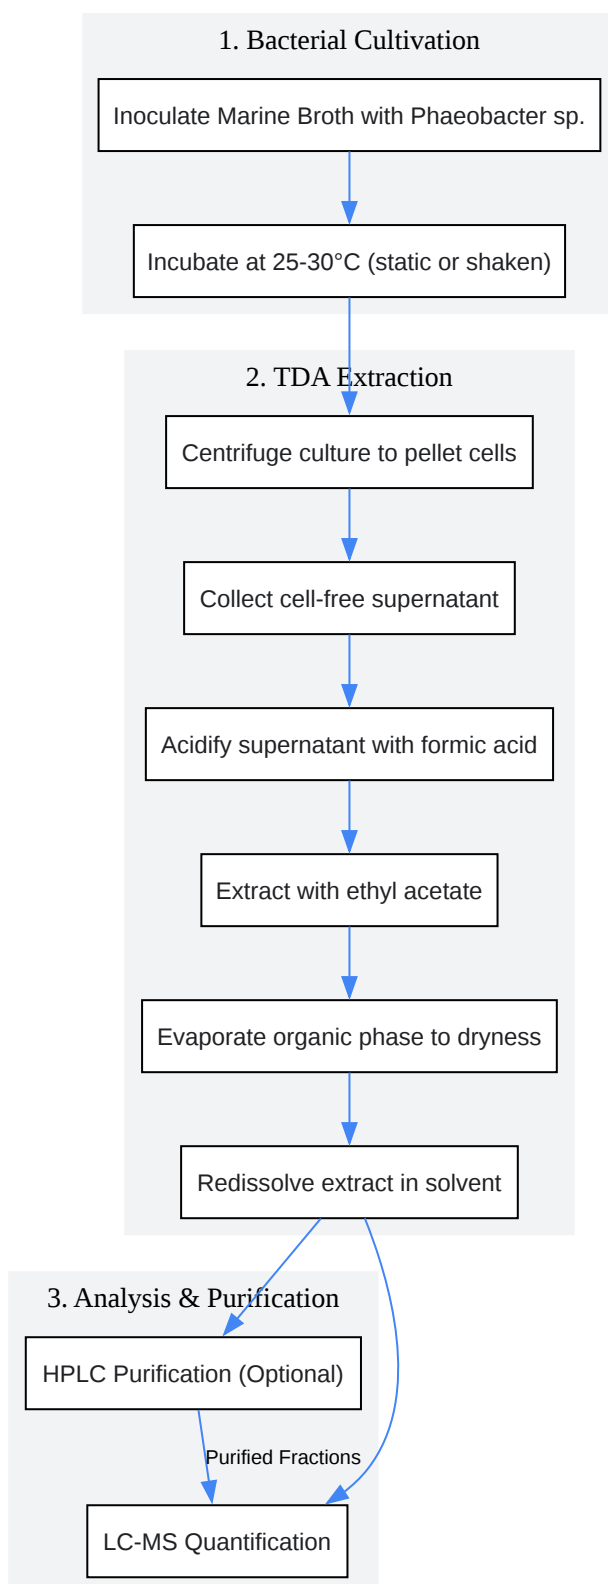 1. Bacterial Cultivation
Inoculate Marine Broth with Phaeobacter sp.
Incubate at 25-30°C (static or shaken)
2. TDA Extraction
Centrifuge culture to pellet cells
Collect cell-free supernatant
Acidify supernatant with formic acid
Extract with ethyl acetate
Evaporate organic phase to dryness
Redissolve extract in solvent
3. Analysis & Purification
HPLC Purification (Optional)
Purified Fractions
LC-MS Quantification